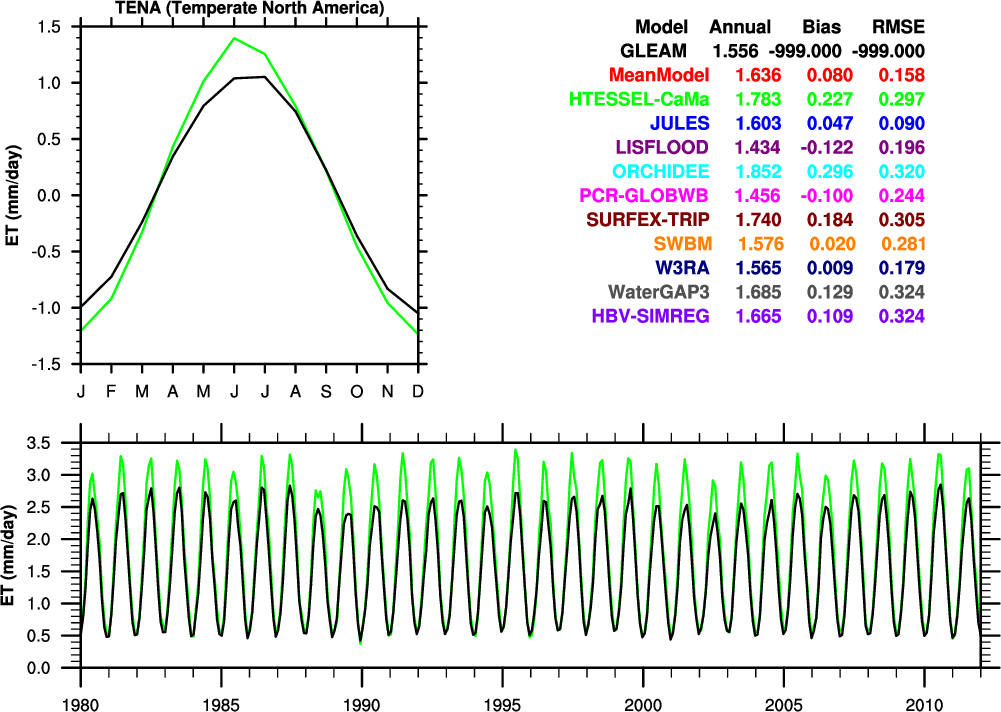 TENA (Temperate North America)
1.5
1.0
0.5
0.0
-0.5
-1.0
-1.5
ET (mm/day)
J F M A M J J A S O N D
Model Annual Bias RMSE
GLEAM 1.556 -999.000 -999.000
MeanModel 1.636 0.080 0.158
HTESSEL-CaMa 1.783 0.227 0.297
JULES 1.603 0.047 0.090
LISFLOOD 1.434 -0.122 0.196
ORCHIDEE 1.852 0.296 0.320
PCR-GLOBWB 1.456 -0.100 0.244
SURFEX-TRIP 1.740 0.184 0.305
SWBM 1.576 0.020 0.281
W3RA 1.565 0.009 0.179
WaterGAP3 1.685 0.129 0.324
HBV-SIMREG 1.665 0.109 0.324
3.5
3.0
2.5
2.0
1.5
1.0
0.5
0.0
ET (mm/day)
1980 1985 1990 1995 2000 2005 2010